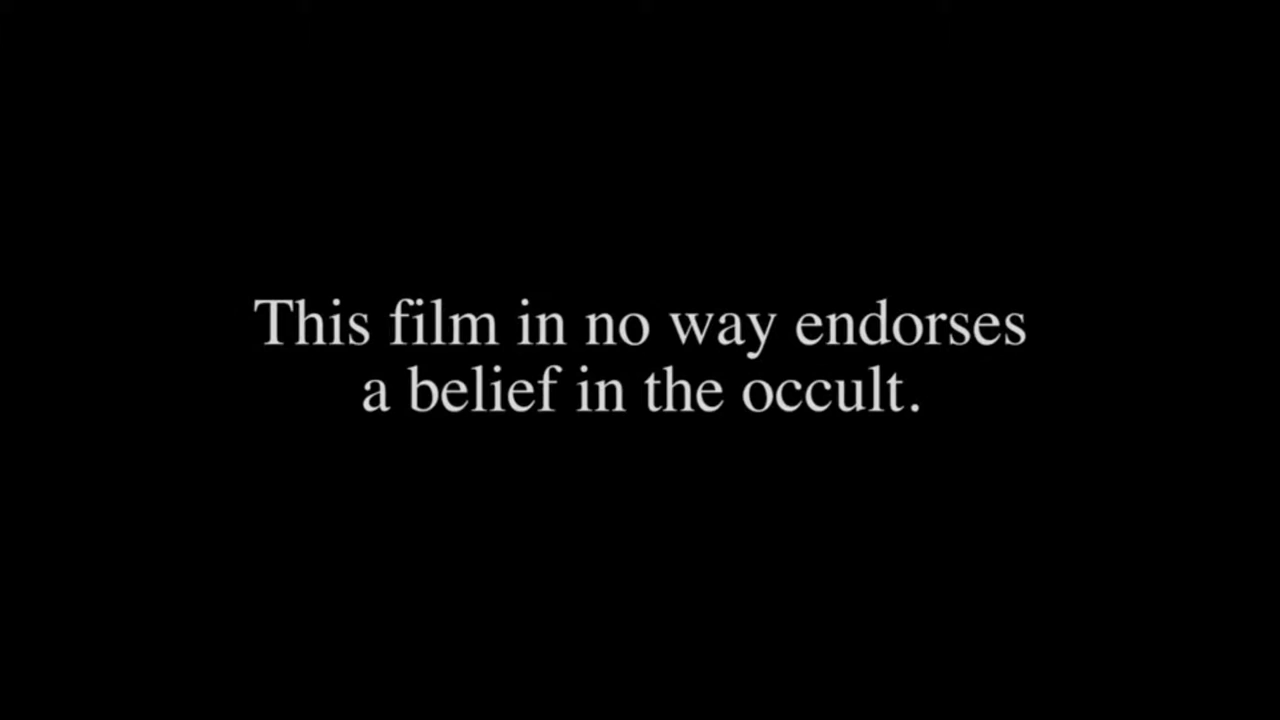 This film in no way endorses
a belief in the occult.